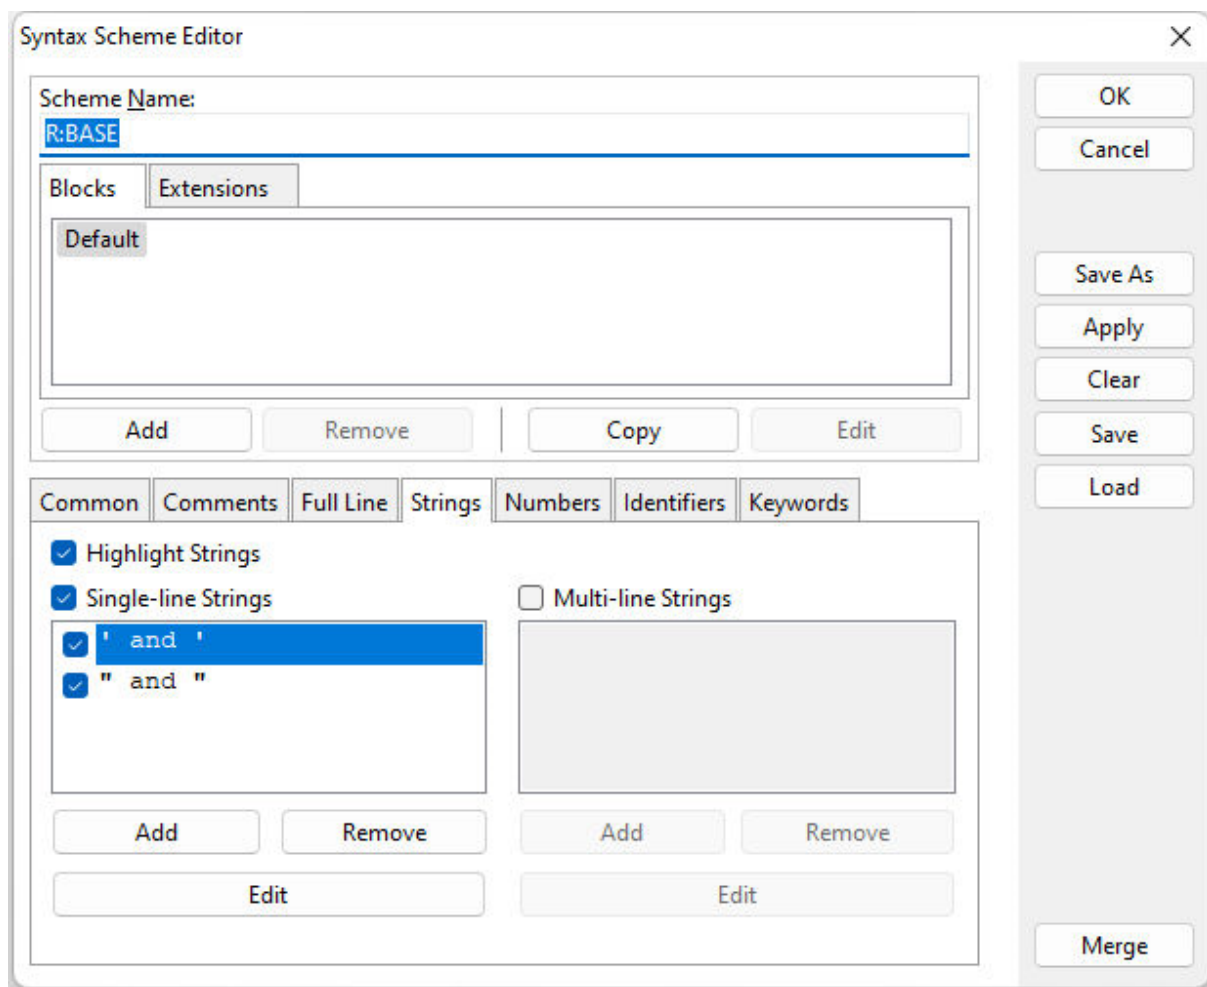 Syntax Scheme Editor
Scheme Name:
R:BASE
Blocks Extensions
Default
Add Remove Copy Edit
Common Comments Full Line Strings Numbers Identifiers Keywords
Highlight Strings
Single-line Strings Multi-line Strings
' and '
" and "
Add Remove Add Remove
Edit Edit
OK
Cancel
Save As
Apply
Clear
Save
Load
Merge